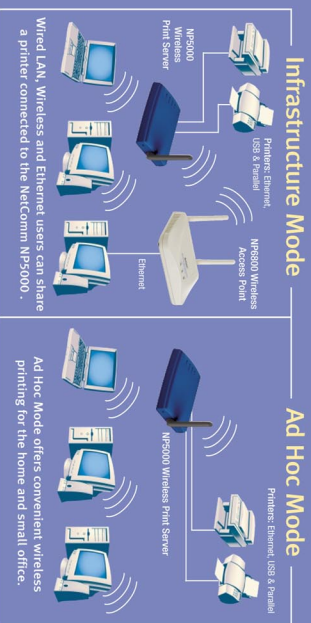 Infrastructure Mode
Printers: Ethernet,
USB & Parallel
NP5000
Wireless
Print Server
NP6800 Wireless
Access Point
Ethernet
Wired LAN, Wireless and Ethernet users can share
a printer connected to the NetComm NP5000.
Ad Hoc Mode
Printers: Ethernet, USB & Parallel
NP5000 Wireless Print Server
Ad Hoc Mode offers convenient wireless
printing for the home and small office.